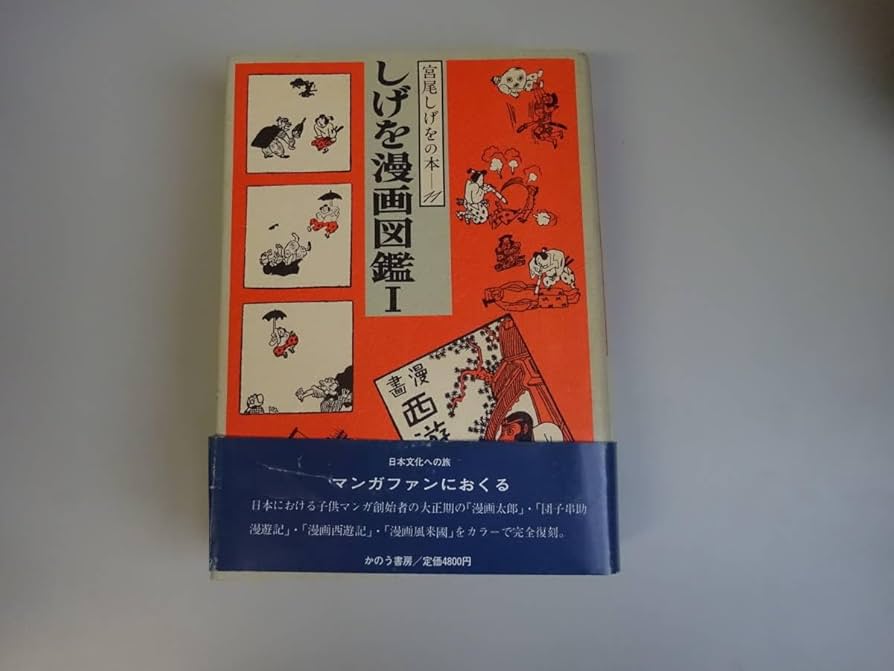 宮尾しげをの本―11
しげを漫画図鑑I
漫畫
西遊
日本文化への旅
マンガファンにおくる
日本における子供マンガ創始者の大正期の「漫画太郎」・「団子串助
漫遊記」・「漫画西遊記」・「漫画風来國」をカラーで完全復刻。
かのう書房/定価4800円